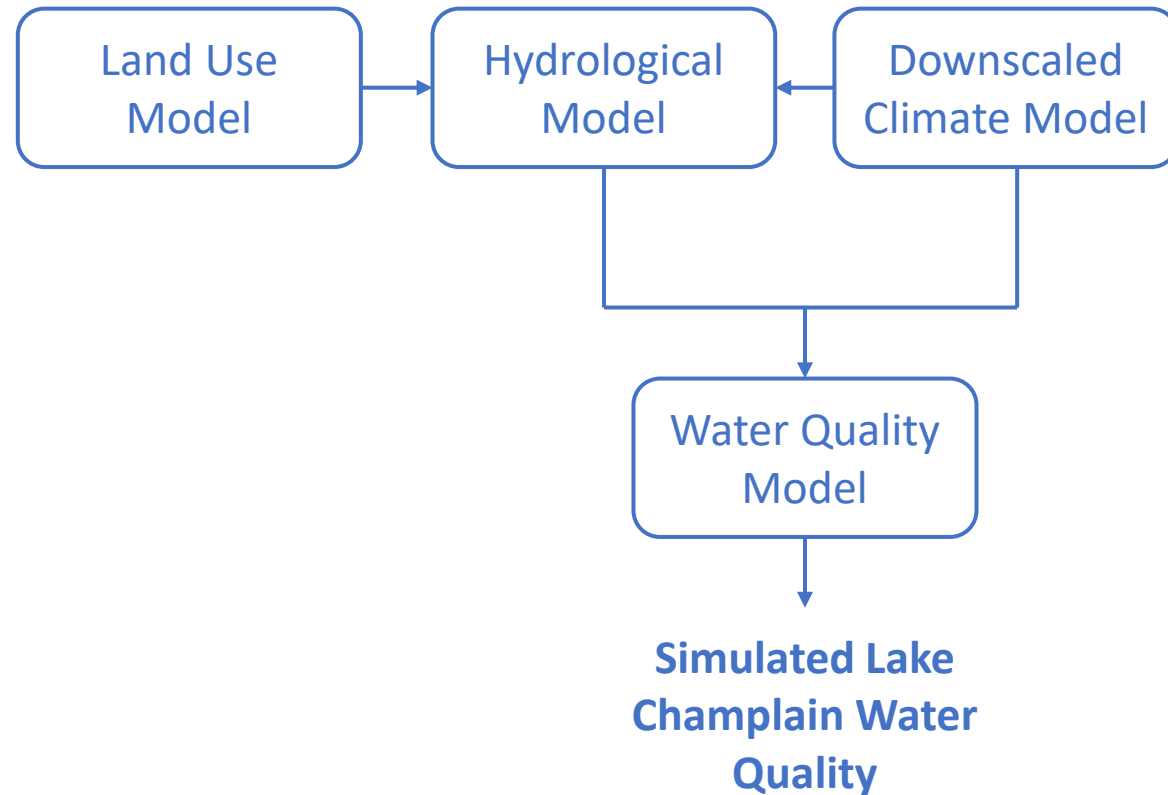 Land Use
Model
Hydrological
Model
Downscaled
Climate Model
Water Quality
Model
Simulated Lake
Champlain Water
Quality